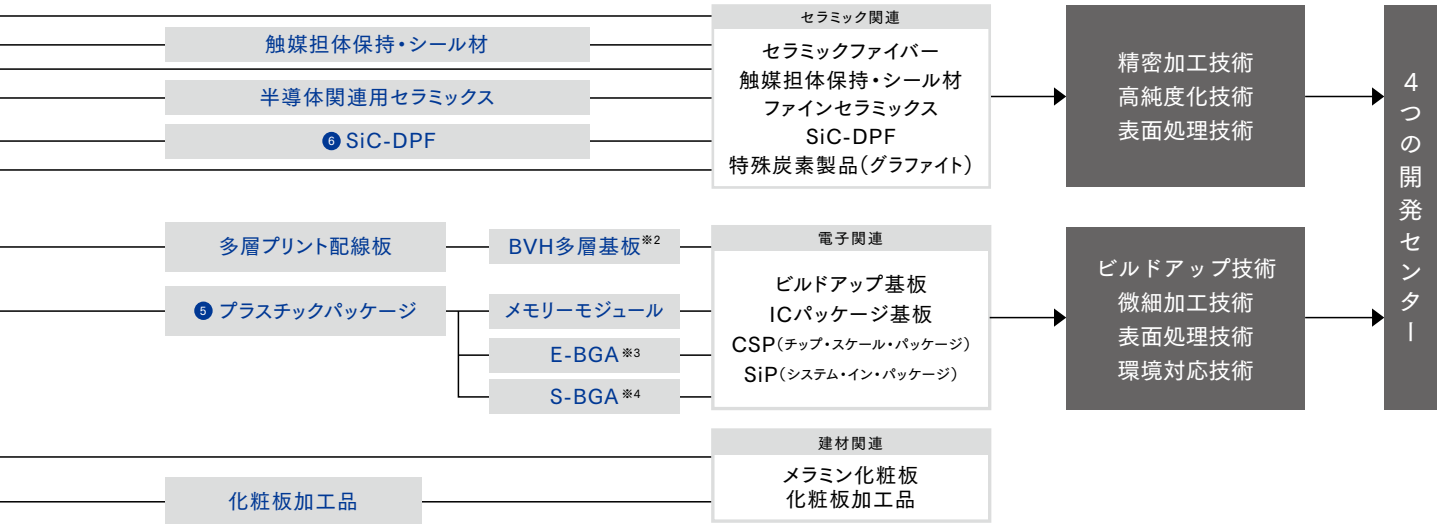 触媒担体保持・シール材
半導体関連用セラミックス
❻ SiC-DPF
セラミック関連
セラミックファイバー
触媒担体保持・シール材
ファインセラミックス
SiC-DPF
特殊炭素製品(グラファイト)
精密加工技術
高純度化技術
表面処理技術
4つの開発センター
多層プリント配線板
BVH多層基板※2
❺ プラスチックパッケージ
メモリーモジュール
E-BGA※3
S-BGA※4
電子関連
ビルドアップ基板
ICパッケージ基板
CSP(チップ・スケール・パッケージ)
SiP(システム・イン・パッケージ)
ビルドアップ技術
微細加工技術
表面処理技術
環境対応技術
化粧板加工品
建材関連
メラミン化粧板
化粧板加工品